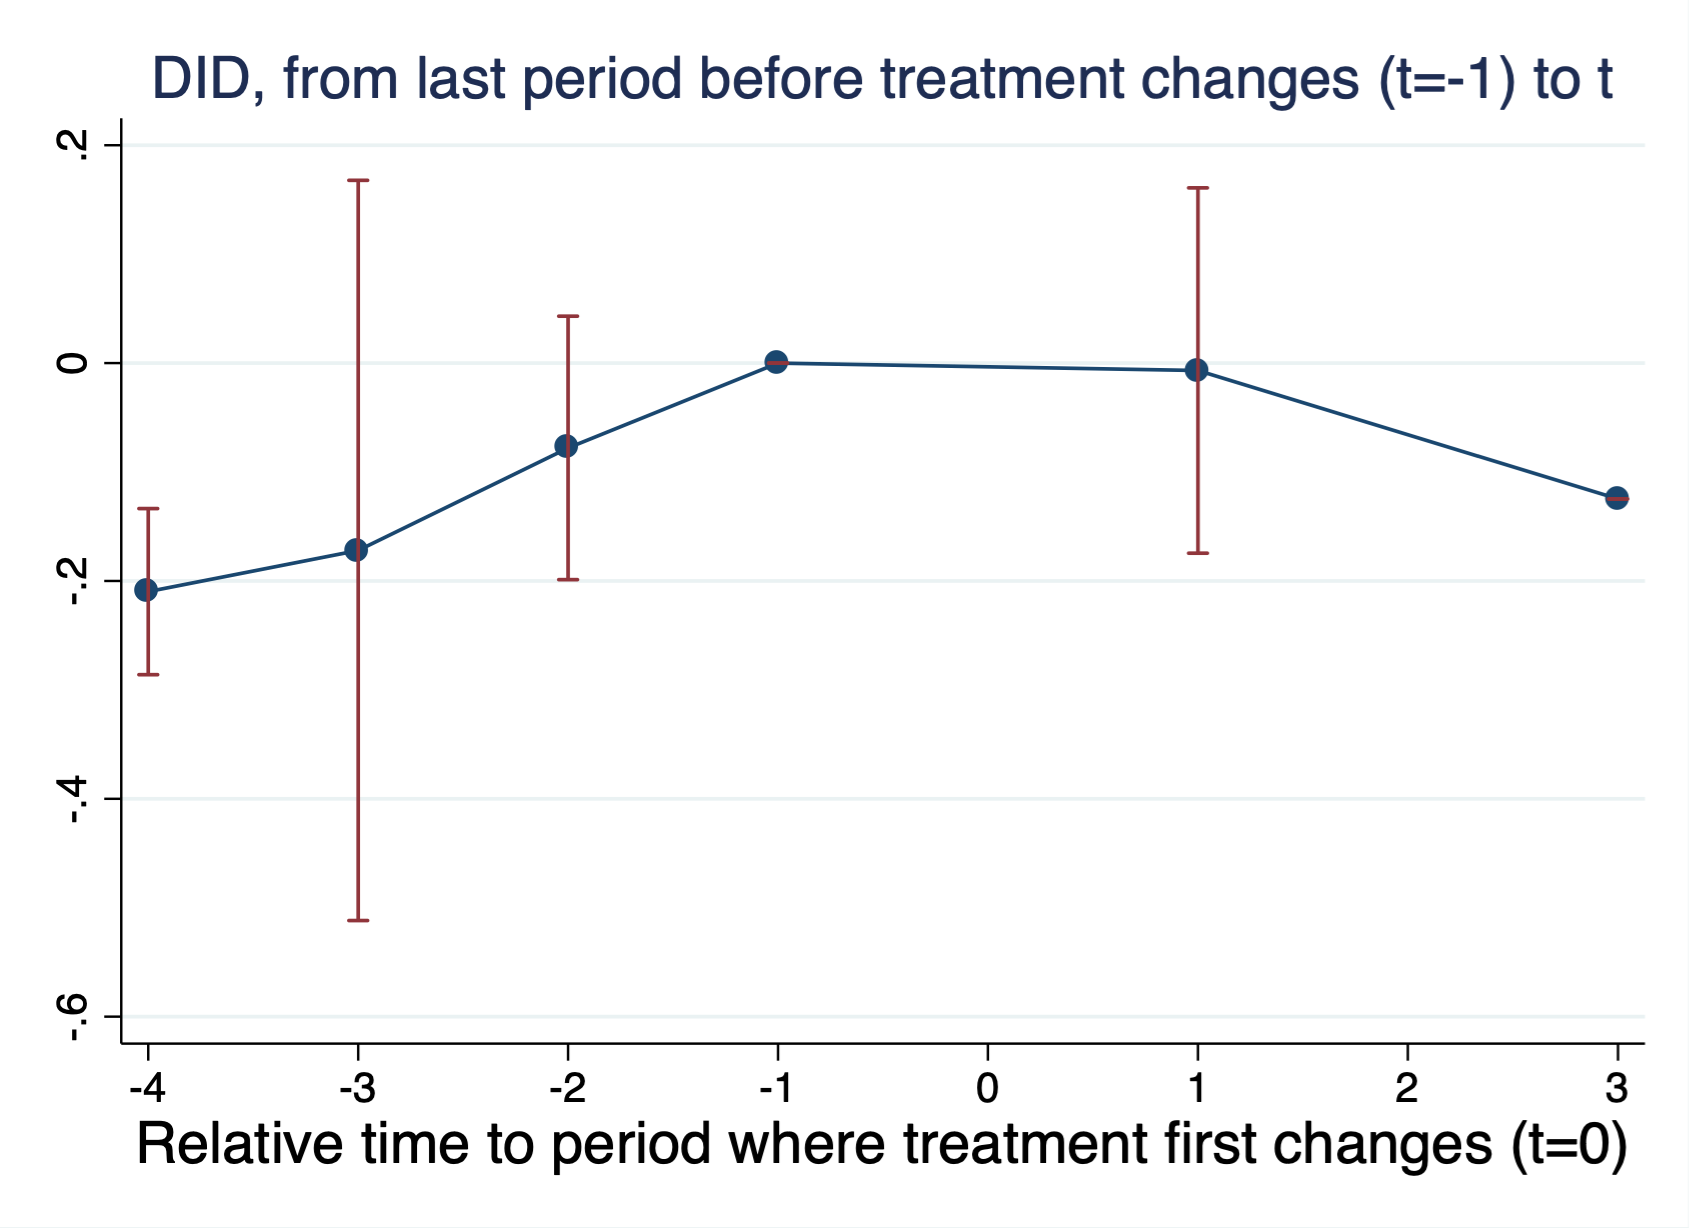 DID, from last period before treatment changes (t=-1) to t
.2
0
-.2
-.4
-.6
-4 -3 -2 -1 0 1 2 3
Relative time to period where treatment first changes (t=0)